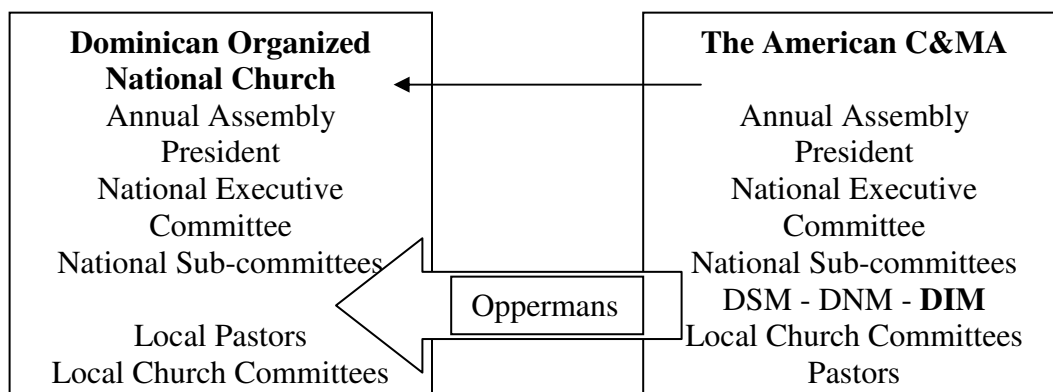 Dominican Organized
National Church
Annual Assembly
President
National Executive
Committee
National Sub-committees
Local Pastors
Local Church Committees
Oppermans
The American C&MA
Annual Assembly
President
National Executive
Committee
National Sub-committees
DSM - DNM - DIM
Local Church Committees
Pastors